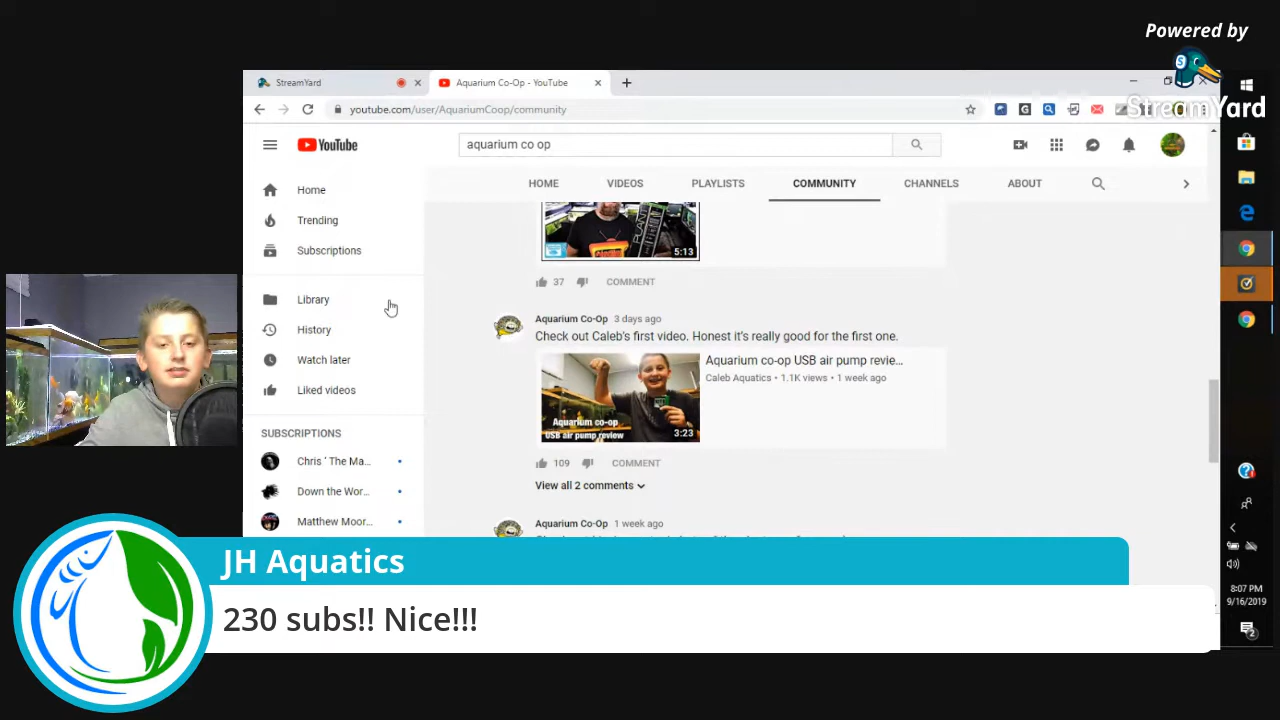 Powered by
StreamYard
StreamYard
Aquarium Co-Op - YouTube
youtube.com/user/AquariumCoop/community
YouTube
aquarium co op
HOME
VIDEOS
PLAYLISTS
COMMUNITY
CHANNELS
ABOUT
Home
Trending
Subscriptions
Library
History
Watch later
Liked videos
SUBSCRIPTIONS
Chris ' The Ma...
Down the Wor...
Matthew Moor...
5:13
37
COMMENT
Aquarium Co-Op 3 days ago
Check out Caleb's first video. Honest it's really good for the first one.
Aquarium co-op
USB air pump review
3:23
Aquarium co-op USB air pump revie...
Caleb Aquatics • 1.1K views • 1 week ago
109
COMMENT
View all 2 comments
Aquarium Co-Op 1 week ago
JH Aquatics
230 subs!! Nice!!!
8:07 PM
9/16/2019
2